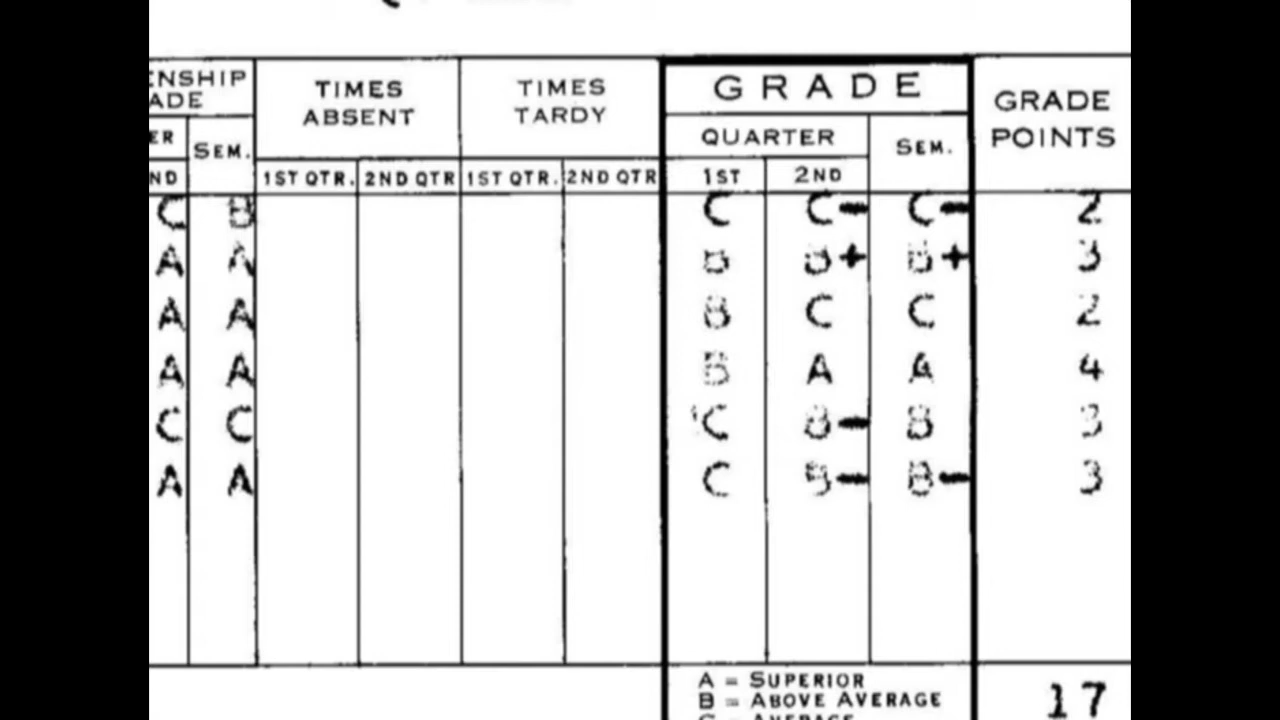 ENSHIP ADE TIMES ABSENT TIMES TARDY GRADE GRADE POINTS
ER SEM. QUARTER SEM.
ND 1ST QTR. 2ND QTR 1ST QTR. 2ND QTR 1ST 2ND
C B C C- C- 2
A A B B+ B+ 3
A A B C C 2
A A B A A 4
C C C B- B 3
A A C B- B- 3
A = SUPERIOR
B = ABOVE AVERAGE 17
C = AVERAGE